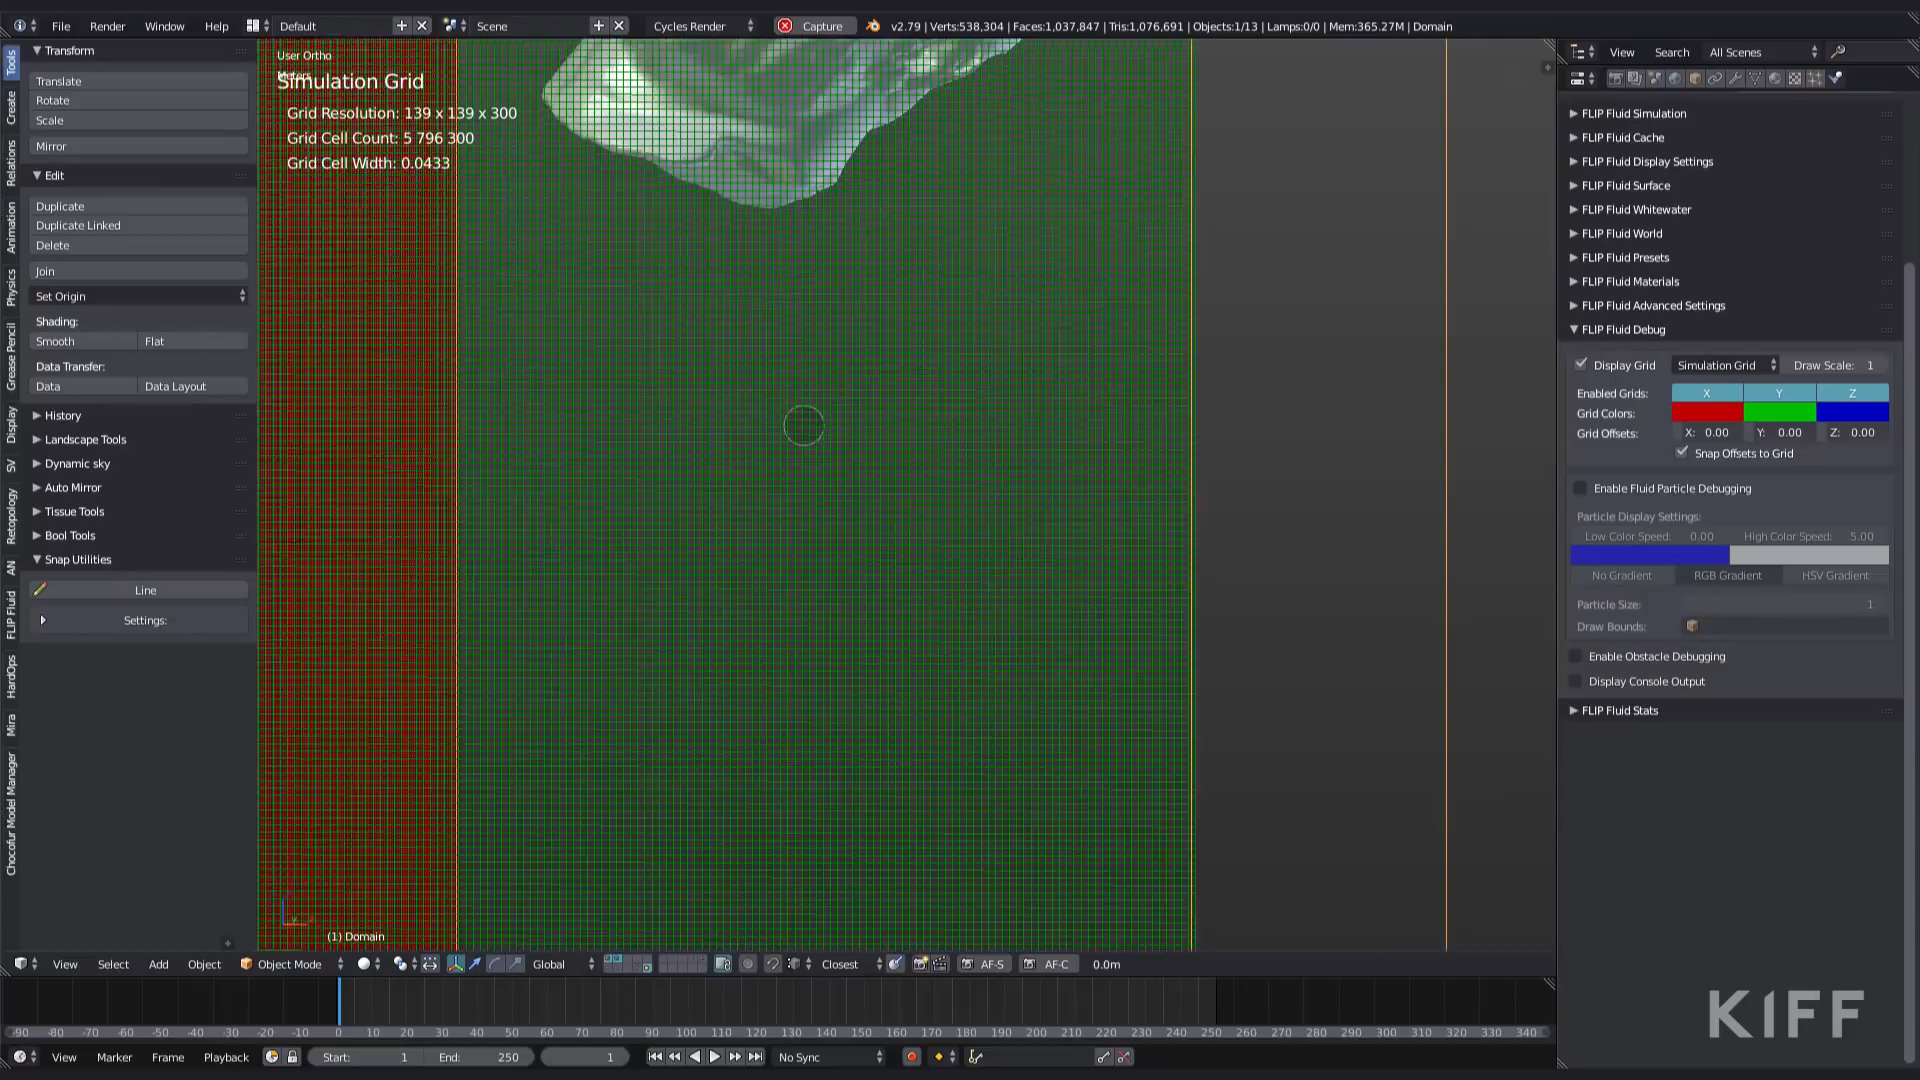 File Render Window Help Default Scene Cycles Render Capture v2.79 | Verts:538,304 | Faces:1,037,847 | Tris:1,076,691 | Objects:1/13 | Lamps:0/0 | Mem:365.27M | Domain
View Search All Scenes
Tools
Create
Relations
Animation
Physics
Grease Pencil
Display
SV
Retopology
AN
FLIP Fluid
HardOps
Mira
Chocofur Model Manager
Transform
Translate
Rotate
Scale
Mirror
Edit
Duplicate
Duplicate Linked
Delete
Join
Set Origin
Shading:
Smooth Flat
Data Transfer:
Data Data Layout
History
Landscape Tools
Dynamic sky
Auto Mirror
Tissue Tools
Bool Tools
Snap Utilities
Line
Settings:
User Ortho
Meters
Simulation Grid
Grid Resolution: 139 x 139 x 300
Grid Cell Count: 5 796 300
Grid Cell Width: 0.0433
(1) Domain
FLIP Fluid Simulation
FLIP Fluid Cache
FLIP Fluid Display Settings
FLIP Fluid Surface
FLIP Fluid Whitewater
FLIP Fluid World
FLIP Fluid Presets
FLIP Fluid Materials
FLIP Fluid Advanced Settings
FLIP Fluid Debug
Display Grid Simulation Grid Draw Scale: 1
Enabled Grids: X Y Z
Grid Colors:
Grid Offsets: X: 0.00 Y: 0.00 Z: 0.00
Snap Offsets to Grid
Enable Fluid Particle Debugging
Particle Display Settings:
Low Color Speed: 0.00 High Color Speed: 5.00
No Gradient RGB Gradient HSV Gradient
Particle Size: 1
Draw Bounds:
Enable Obstacle Debugging
Display Console Output
FLIP Fluid Stats
View Select Add Object Object Mode Global Closest AF-S AF-C 0.0m
-90 -80 -70 -60 -50 -40 -30 -20 -10 0 10 20 30 40 50 60 70 80 90 100 110 120 130 140 150 160 170 180 190 200 210 220 230 240 250 260 270 280 290 300 310 320 330 340
View Marker Frame Playback Start: 1 End: 250 1 No Sync
KIFF